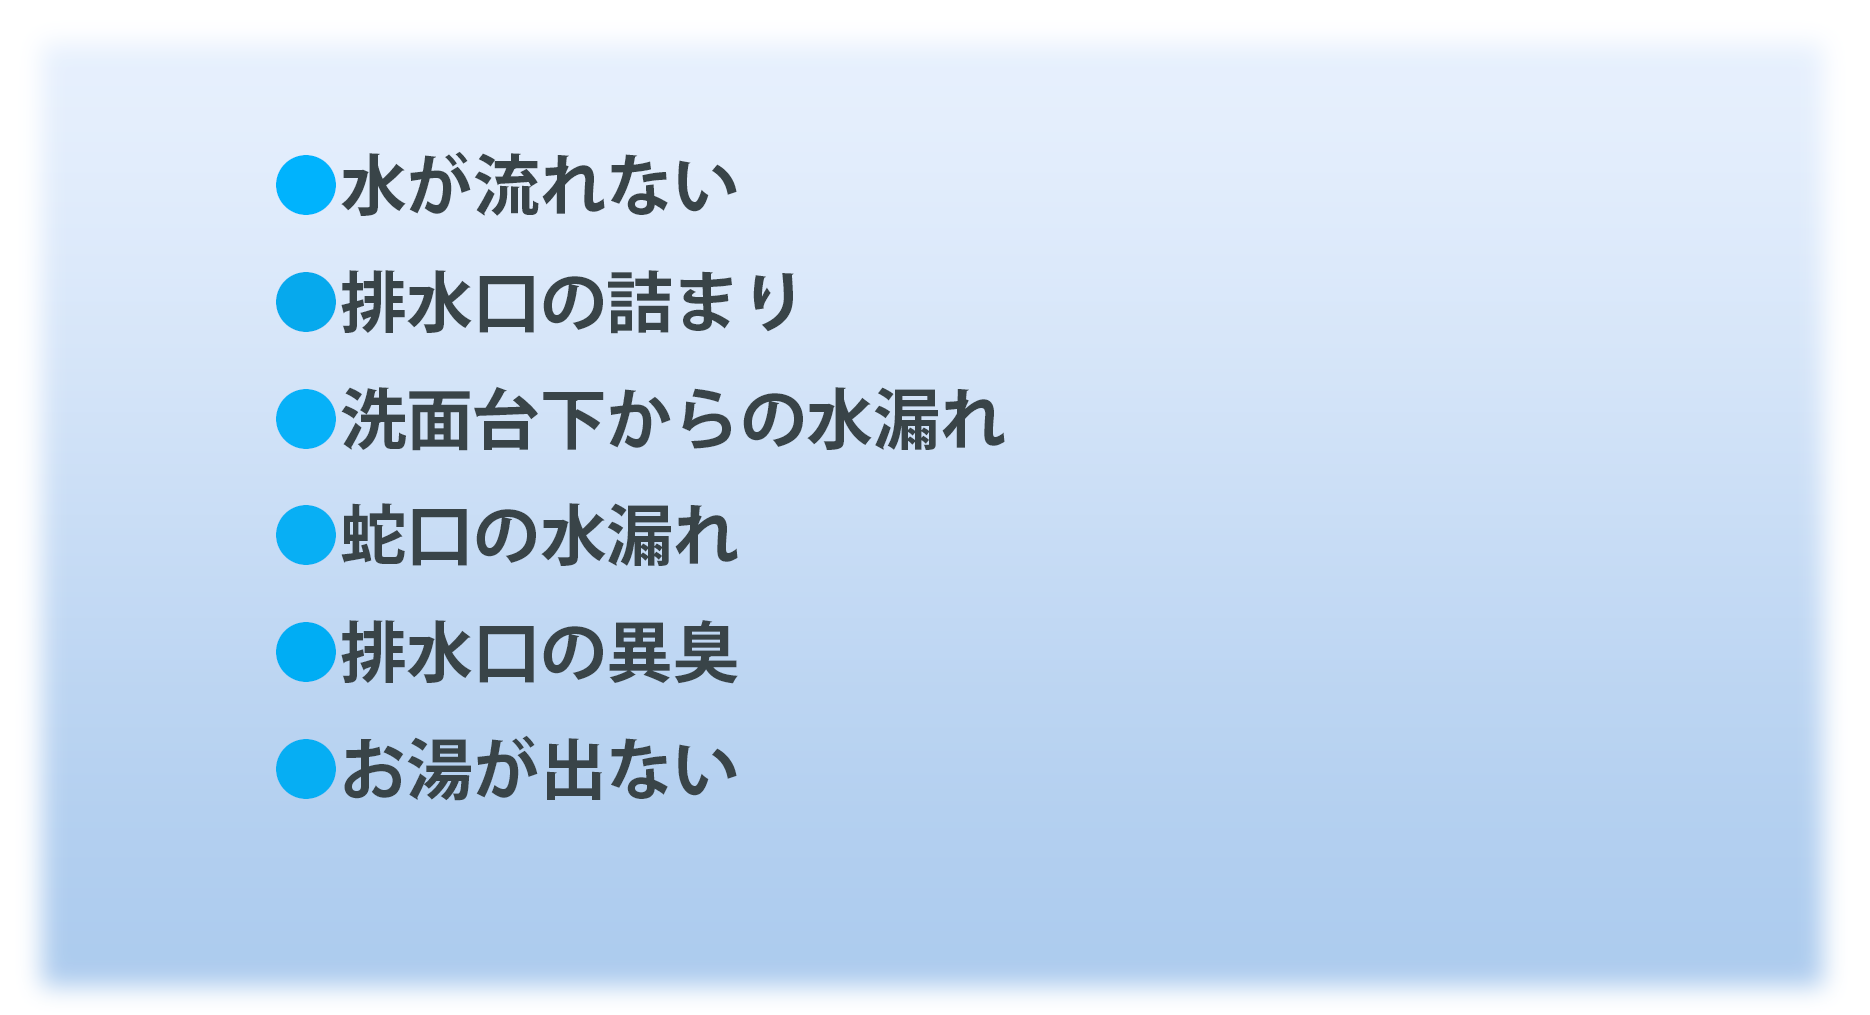 ●水が流れない
●排水口の詰まり
●洗面台下からの水漏れ
●蛇口の水漏れ
●排水口の異臭
●お湯が出ない